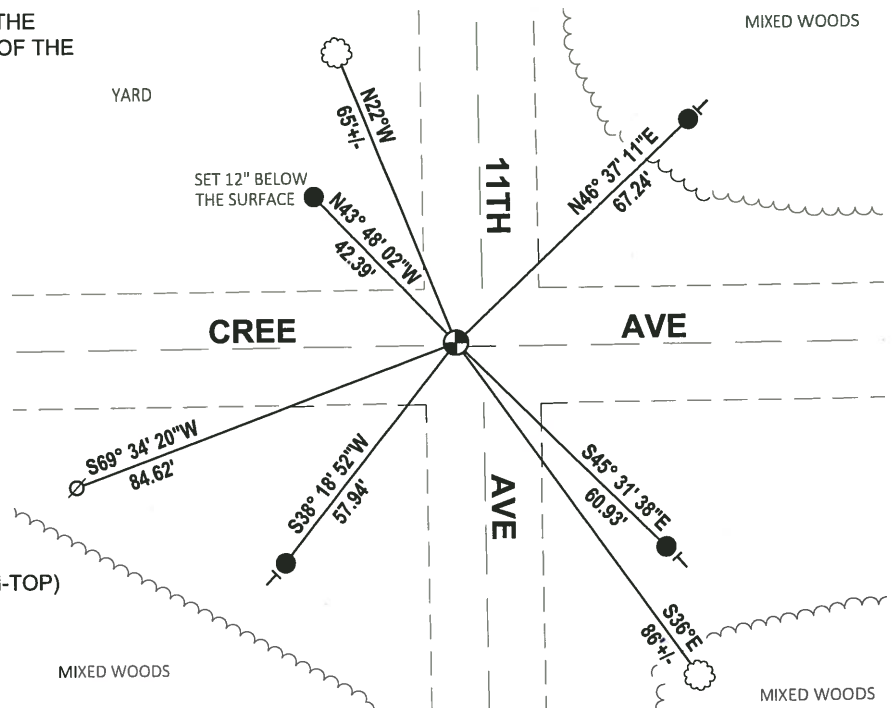 THE
OF THE
MIXED WOODS
YARD
N22°W
65'+/-
N46° 37' 11"E
67.24'
11TH
SET 12" BELOW
THE SURFACE
N43° 48' 02"W
42.39'
CREE
AVE
S69° 34' 20"W
84.62'
S38° 18' 52"W
57.94'
AVE
S45° 31' 38"E
60.93'
-TOP)
S36°E
86'+/-
MIXED WOODS
MIXED WOODS